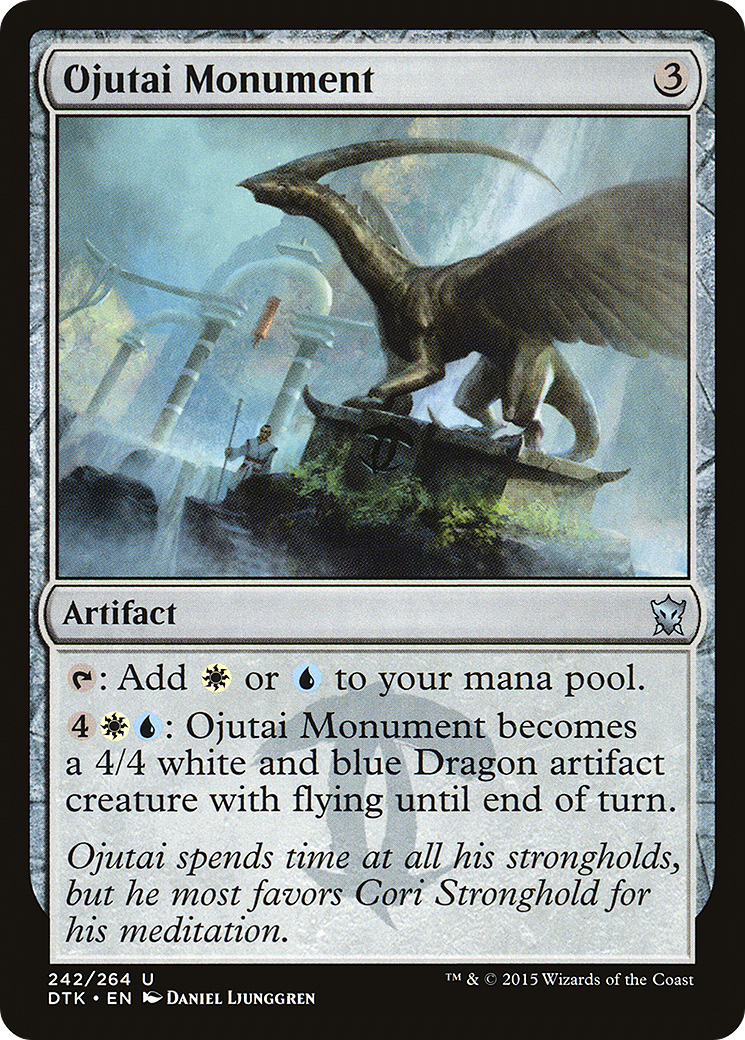 Ojutai Monument 3
Artifact
: Add or to your mana pool.
4 : Ojutai Monument becomes
a 4/4 white and blue Dragon artifact
creature with flying until end of turn.
Ojutai spends time at all his strongholds,
but he most favors Cori Stronghold for
his meditation.
242/264 U
DTK • EN Daniel Ljunggren
™ & © 2015 Wizards of the Coast